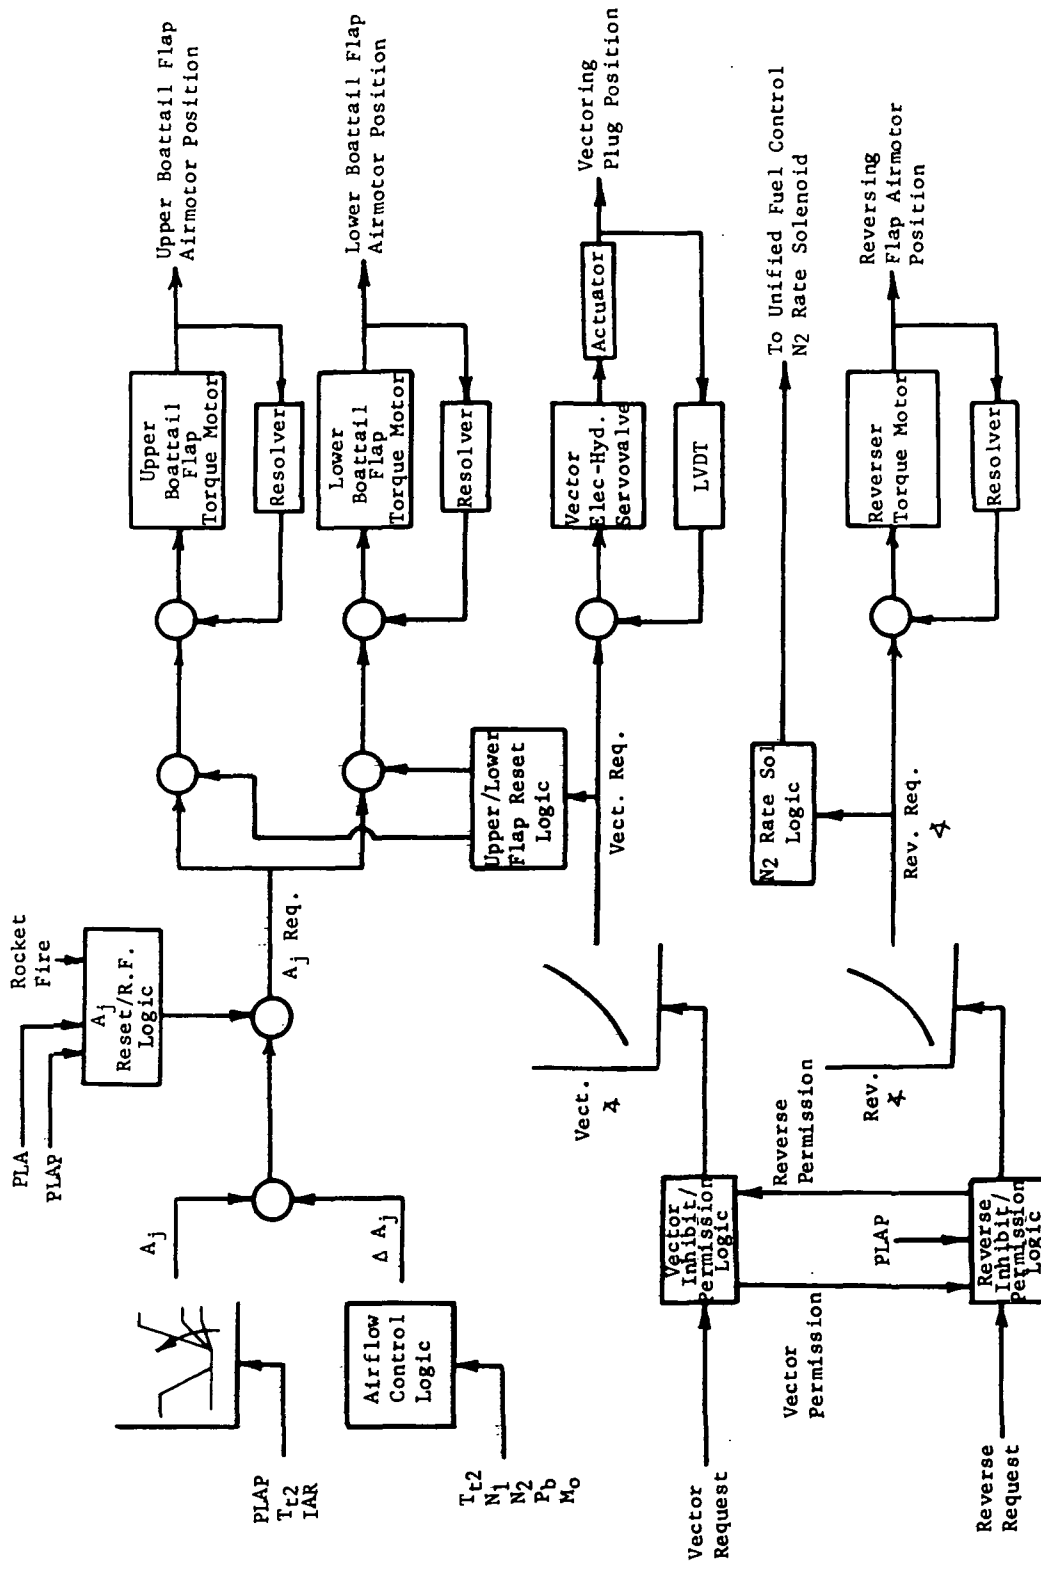 PLAP
Tt2
IAR
Aj
Tt2
N1
N2
Pb
Mo
Airflow
Control
Logic
Δ Aj
PLA
PLAP
Rocket
Fire
Aj
Reset/R.F.
Logic
Aj Req.
Upper
Boattail
Flap
Torque Motor
Resolver
Upper Boattail Flap
Airmotor Position
Lower
Boattail
Flap
Torque Motor
Resolver
Lower Boattail Flap
Airmotor Position
Upper/Lower
Flap Reset
Logic
Vector
Request
Vector
Inhibit/
Permission
Logic
Vect.
∡
Vect. Req.
Vector
Elec-Hyd.
Servovalve
Actuator
LVDT
Vectoring
Plug Position
Vector
Permission
PLAP
Reverse
Permission
N2 Rate Sol
Logic
To Unified Fuel Control
N2 Rate Solenoid
Reverse
Request
Reverse
Inhibit/
Permission
Logic
Rev.
∡
Rev. Req.
∡
Reverser
Torque Motor
Resolver
Reversing
Flap Airmotor
Position